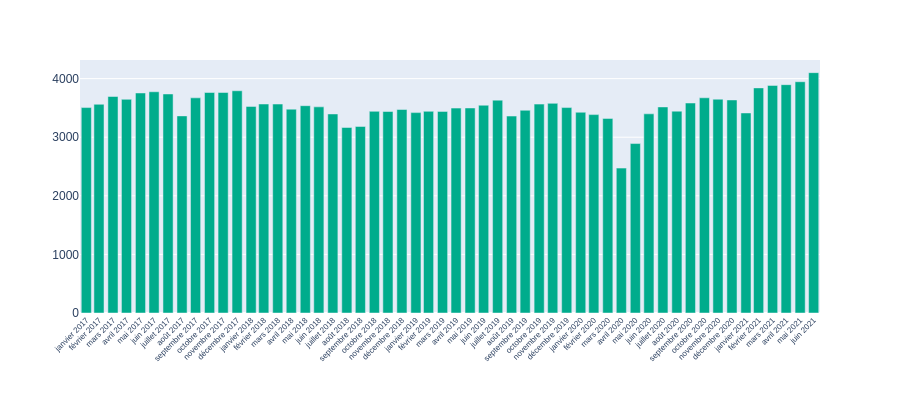 4000
3000
2000
1000
0
janvier 2017
février 2017
mars 2017
avril 2017
mai 2017
juin 2017
juillet 2017
août 2017
septembre 2017
octobre 2017
novembre 2017
décembre 2017
janvier 2018
février 2018
mars 2018
avril 2018
mai 2018
juin 2018
juillet 2018
août 2018
septembre 2018
octobre 2018
novembre 2018
décembre 2018
janvier 2019
février 2019
mars 2019
avril 2019
mai 2019
juin 2019
juillet 2019
août 2019
septembre 2019
octobre 2019
novembre 2019
décembre 2019
janvier 2020
février 2020
mars 2020
avril 2020
mai 2020
juin 2020
juillet 2020
août 2020
septembre 2020
octobre 2020
novembre 2020
décembre 2020
janvier 2021
février 2021
mars 2021
avril 2021
mai 2021
juin 2021